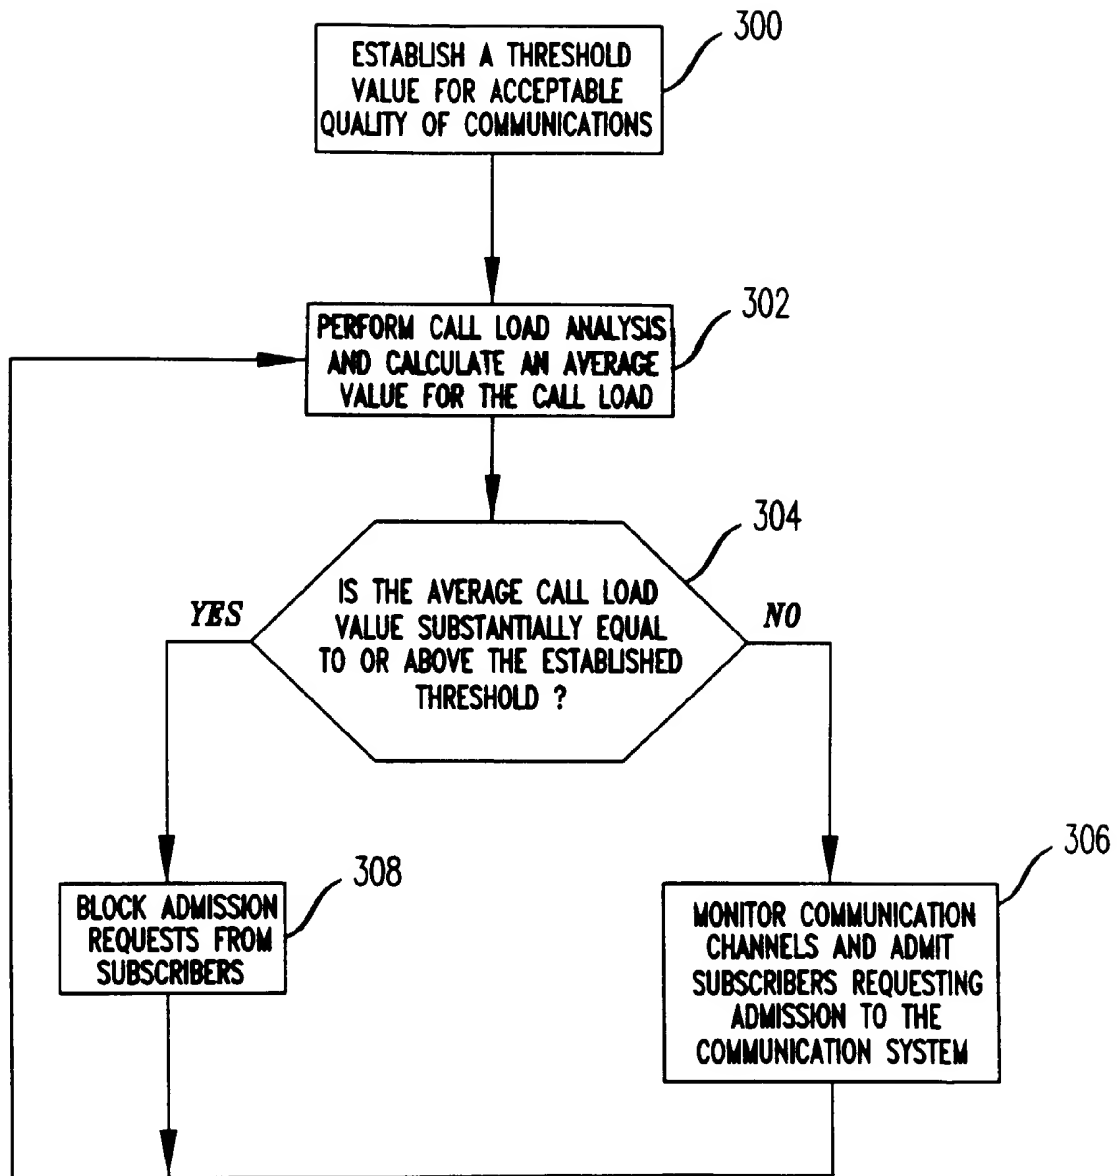 300
ESTABLISH A THRESHOLD
VALUE FOR ACCEPTABLE
QUALITY OF COMMUNICATIONS
302
PERFORM CALL LOAD ANALYSIS
AND CALCULATE AN AVERAGE
VALUE FOR THE CALL LOAD
304
IS THE AVERAGE CALL LOAD
VALUE SUBSTANTIALLY EQUAL
TO OR ABOVE THE ESTABLISHED
THRESHOLD ?
YES
NO
308
BLOCK ADMISSION
REQUESTS FROM
SUBSCRIBERS
306
MONITOR COMMUNICATION
CHANNELS AND ADMIT
SUBSCRIBERS REQUESTING
ADMISSION TO THE
COMMUNICATION SYSTEM